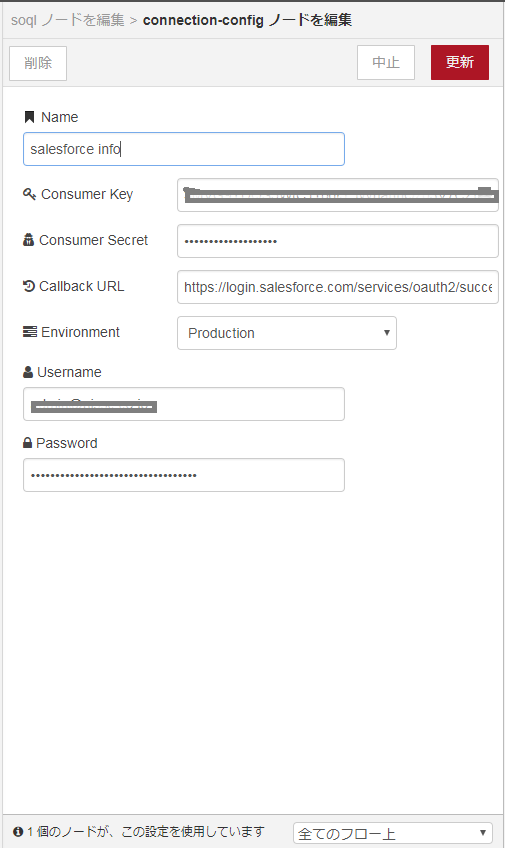 soql ノードを編集 > connection-config ノードを編集
削除 中止 更新
Name
salesforce info
Consumer Key
Consumer Secret •••••••••••••••••••
Callback URL https://login.salesforce.com/services/oauth2/succe
Environment Production
Username
Password
••••••••••••••••••••••••••••••••••
1 個のノードが、この設定を使用しています 全てのフロー上